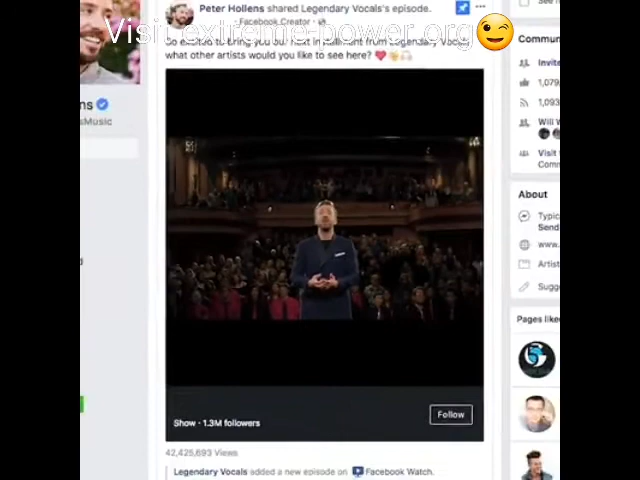 Visit extreme-power.org😉
Peter Hollens shared Legendary Vocals's episode.
Facebook Creator ·
So excited to bring you our next installment from Legendary Vocals
what other artists would you like to see here?
ns
sMusic
Show · 1.3M followers
Follow
42,425,693 Views
Legendary Vocals added a new episode on Facebook Watch.
See
Commun
Invite
1,079
1,093
Will
Visit
Comm
About
Typic
Send
www.
Artist
Sugg
Pages like